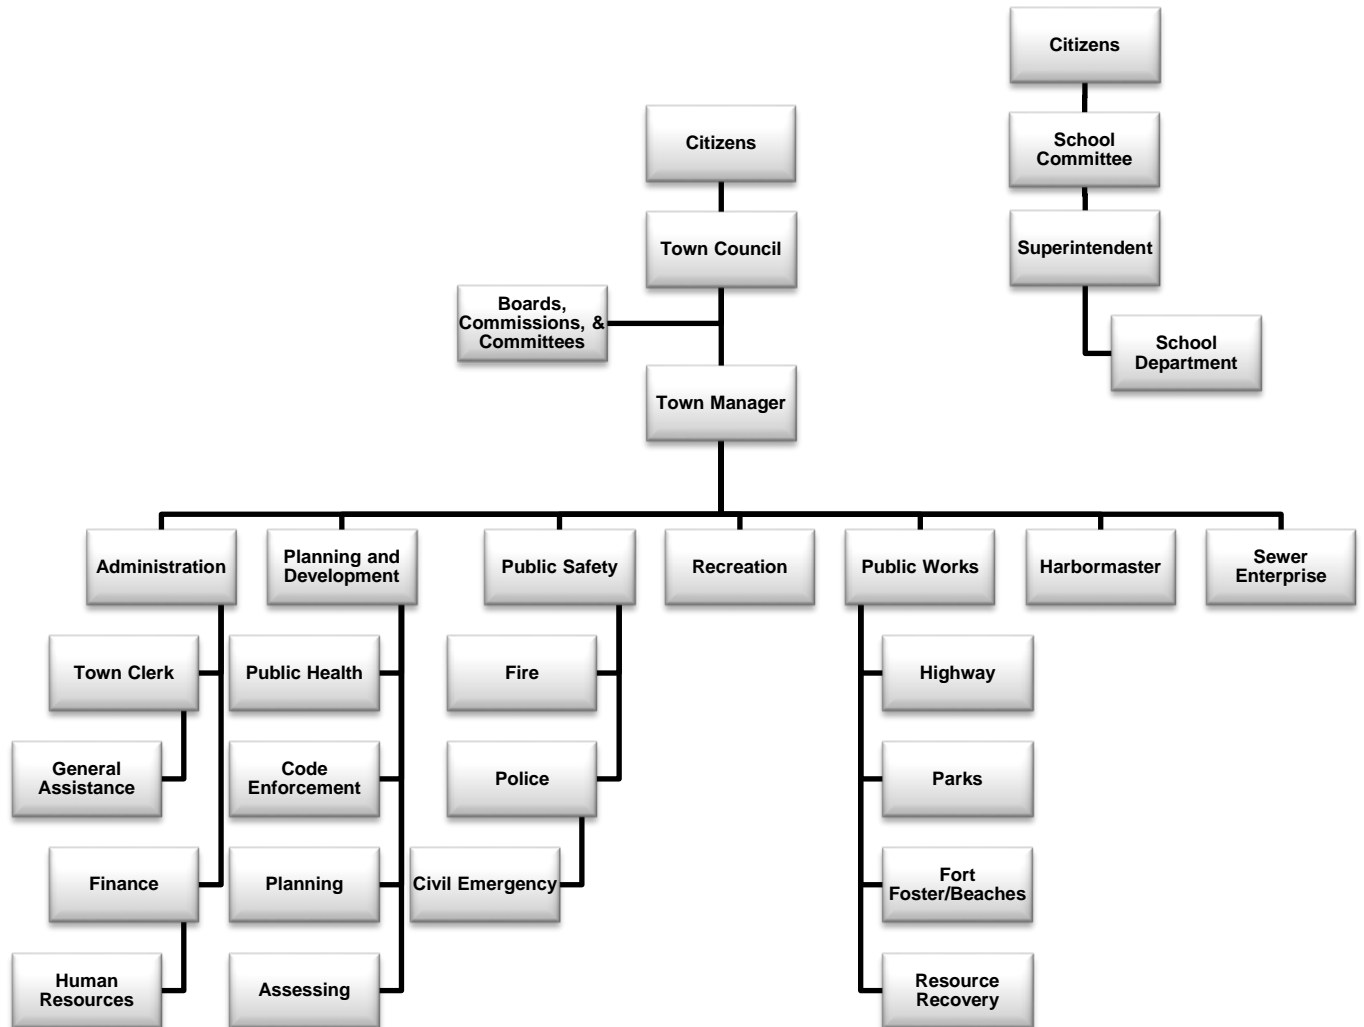 Citizens
School
Committee
Superintendent
School
Department
Citizens
Town Council
Boards,
Commissions, &
Committees
Town Manager
Administration
Planning and
Development
Public Safety
Recreation
Public Works
Harbormaster
Sewer
Enterprise
Town Clerk
Public Health
Fire
Highway
General
Assistance
Code
Enforcement
Police
Parks
Finance
Planning
Civil Emergency
Fort
Foster/Beaches
Human
Resources
Assessing
Resource
Recovery